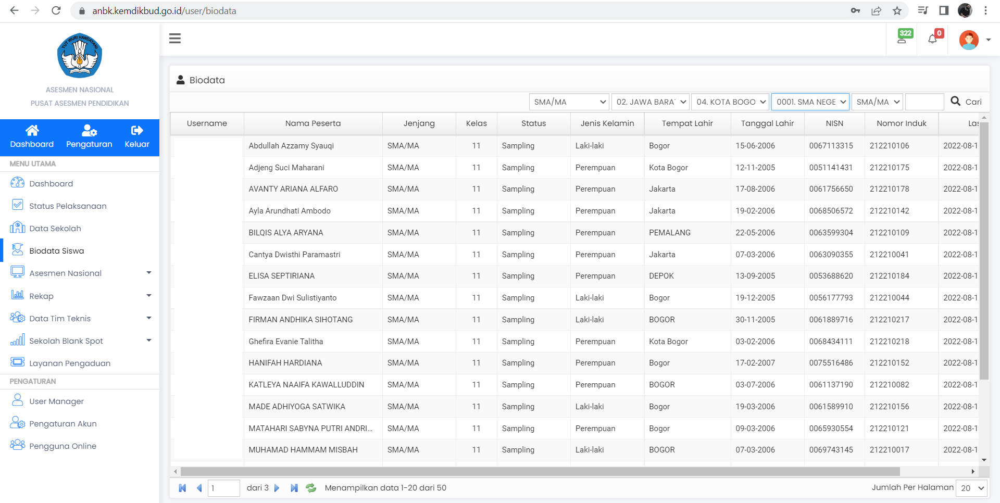 anbk.kemdikbud.go.id/user/biodata
TUT WURI HANDAYANI
ASESMEN NASIONAL
PUSAT ASESMEN PENDIDIKAN
Dashboard Pengaturan Keluar
MENU UTAMA
Dashboard
Status Pelaksanaan
Data Sekolah
Biodata Siswa
Asesmen Nasional
Rekap
Data Tim Teknis
Sekolah Blank Spot
Layanan Pengaduan
PENGATURAN
User Manager
Pengaturan Akun
Pengguna Online
322 0
Biodata
SMA/MA 02. JAWA BARAT 04. KOTA BOGO 0001. SMA NEGE SMA/MA Cari
Username Nama Peserta Jenjang Kelas Status Jenis Kelamin Tempat Lahir Tanggal Lahir NISN Nomor Induk Las
Abdullah Azzamy Syauqi SMA/MA 11 Sampling Laki-laki Bogor 15-06-2006 0067113315 212210106 2022-08-1
Adjeng Suci Maharani SMA/MA 11 Sampling Perempuan Kota Bogor 12-11-2005 0051141431 212210175 2022-08-1
AVANTY ARIANA ALFARO SMA/MA 11 Sampling Perempuan Jakarta 17-08-2006 0061756650 212210178 2022-08-1
Ayla Arundhati Ambodo SMA/MA 11 Sampling Perempuan Jakarta 19-02-2006 0068506572 212210142 2022-08-1
BILQIS ALYA ARYANA SMA/MA 11 Sampling Perempuan PEMALANG 22-05-2006 0063599304 212210109 2022-08-1
Cantya Dwisthi Paramastri SMA/MA 11 Sampling Perempuan Jakarta 07-03-2006 0063090355 212210041 2022-08-1
ELISA SEPTIRIANA SMA/MA 11 Sampling Perempuan DEPOK 13-09-2005 0053688620 212210184 2022-08-1
Fawzaan Dwi Sulistiyanto SMA/MA 11 Sampling Laki-laki Bogor 19-12-2005 0056177793 212210044 2022-08-1
FIRMAN ANDHIKA SIHOTANG SMA/MA 11 Sampling Laki-laki BOGOR 30-11-2005 0061889716 212210217 2022-08-1
Ghefira Evanie Talitha SMA/MA 11 Sampling Perempuan Kota Bogor 03-02-2006 0068434111 212210218 2022-08-1
HANIFAH HARDIANA SMA/MA 11 Sampling Perempuan Bogor 17-02-2007 0075516486 212210152 2022-08-1
KATLEYA NAAIFA KAWALLUDDIN SMA/MA 11 Sampling Perempuan BOGOR 03-07-2006 0061137190 212210082 2022-08-1
MADE ADHIYOGA SATWIKA SMA/MA 11 Sampling Laki-laki Bogor 19-03-2006 0061589910 212210156 2022-08-1
MATAHARI SABYNA PUTRI ANDRI... SMA/MA 11 Sampling Perempuan Bogor 09-03-2006 0065930554 212210121 2022-08-1
MUHAMAD HAMMAM MISBAH SMA/MA 11 Sampling Laki-laki BOGOR 07-03-2006 0069743145 212210017 2022-08-1
1 dari 3 Menampilkan data 1-20 dari 50 Jumlah Per Halaman 20